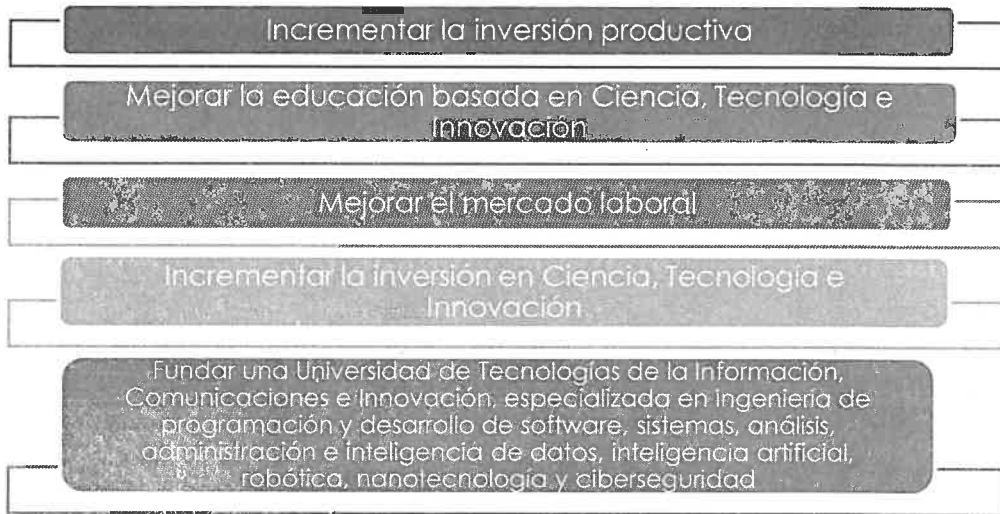 Incrementar la inversión productiva
Mejorar la educación basada en Ciencia, Tecnología e
Innovación
Mejorar el mercado laboral
Incrementar la inversión en Ciencia, Tecnología e
Innovación
Fundar una Universidad de Tecnologías de la Información,
Comunicaciones e Innovación, especializada en ingeniería de
programación y desarrollo de software, sistemas, análisis,
administración e inteligencia de datos, inteligencia artificial,
robótica, nanotecnología y ciberseguridad